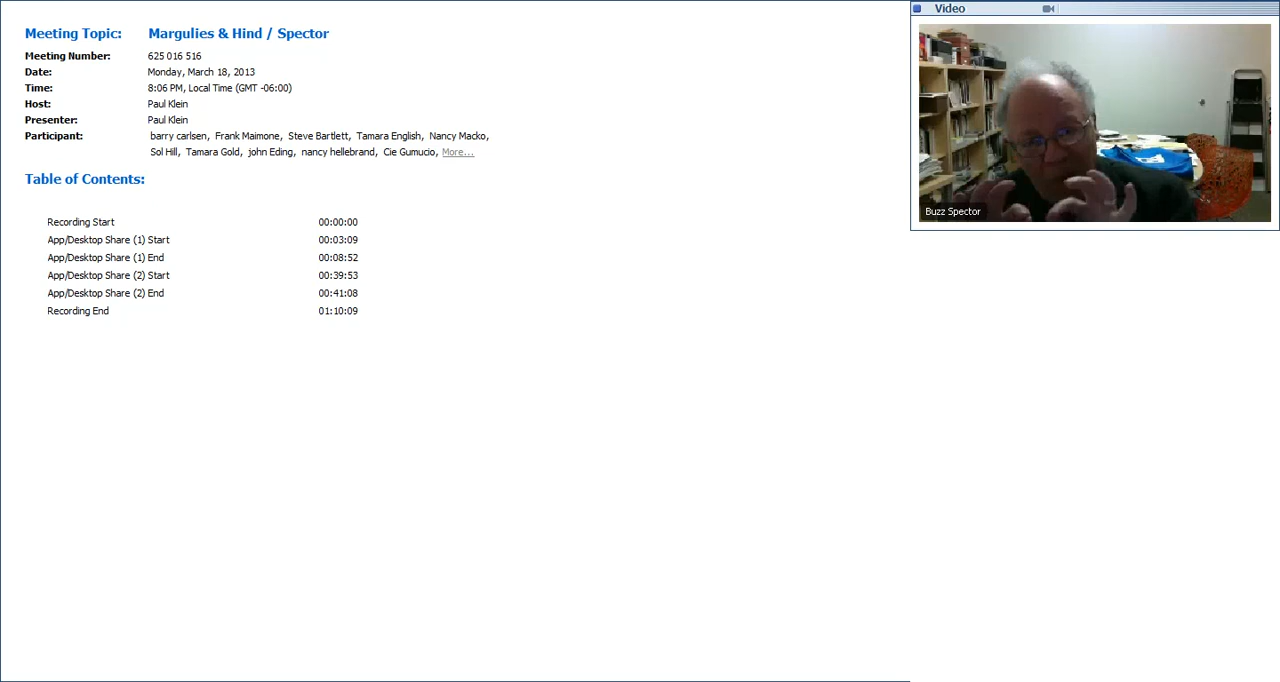 Meeting Topic: Margulies & Hind / Spector
Meeting Number: 625 016 516
Date: Monday, March 18, 2013
Time: 8:06 PM, Local Time (GMT -06:00)
Host: Paul Klein
Presenter: Paul Klein
Participant: barry carlsen, Frank Maimone, Steve Bartlett, Tamara English, Nancy Macko,
Sol Hill, Tamara Gold, john Eding, nancy hellebrand, Cie Gumucio, More...
Table of Contents:
Recording Start 00:00:00
App/Desktop Share (1) Start 00:03:09
App/Desktop Share (1) End 00:08:52
App/Desktop Share (2) Start 00:39:53
App/Desktop Share (2) End 00:41:08
Recording End 01:10:09
Video
Buzz Spector